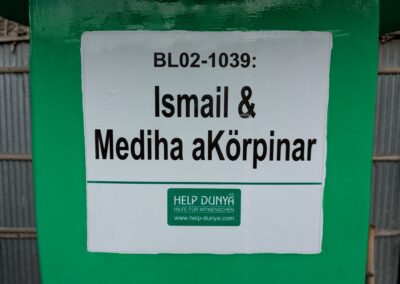 BL02-1039:
Ismail &
Mediha aKörpinar
HELP DUNYA
HILFE FÜR MITMENSCHEN
www.help-dunya.com